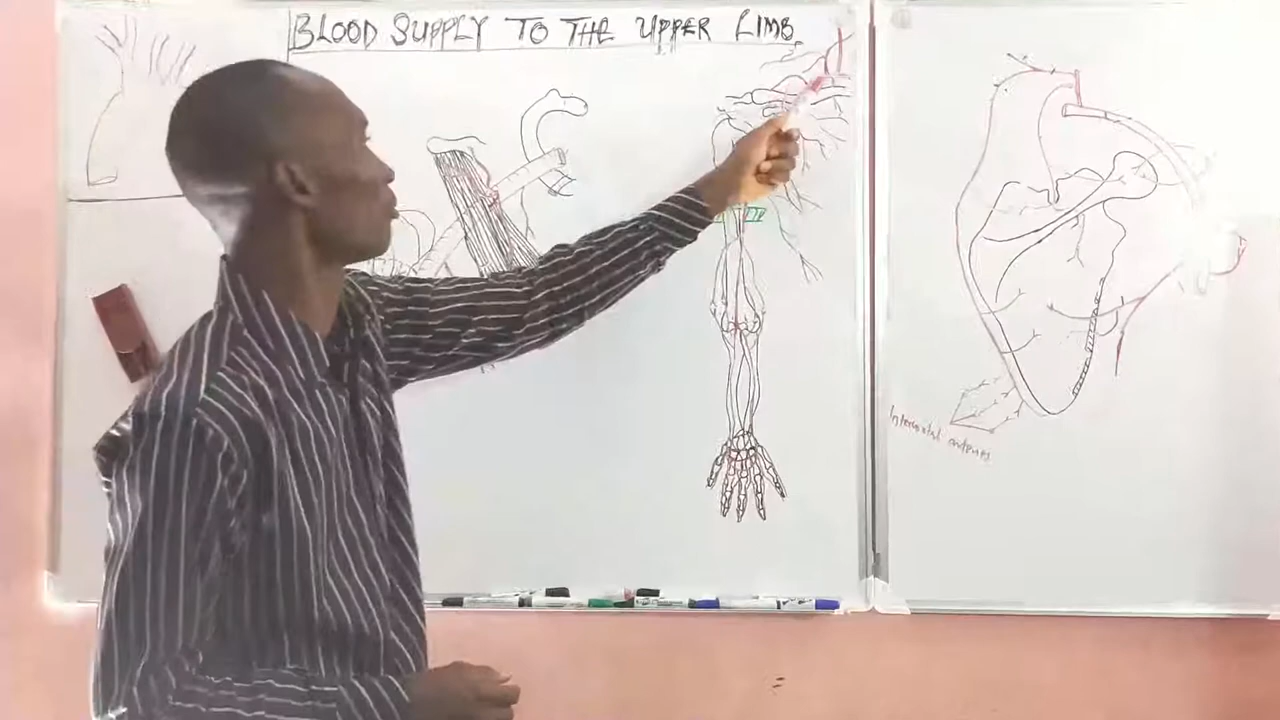 BLOOD SUPPLY TO THE UPPER LIMB
Intercostal arteries